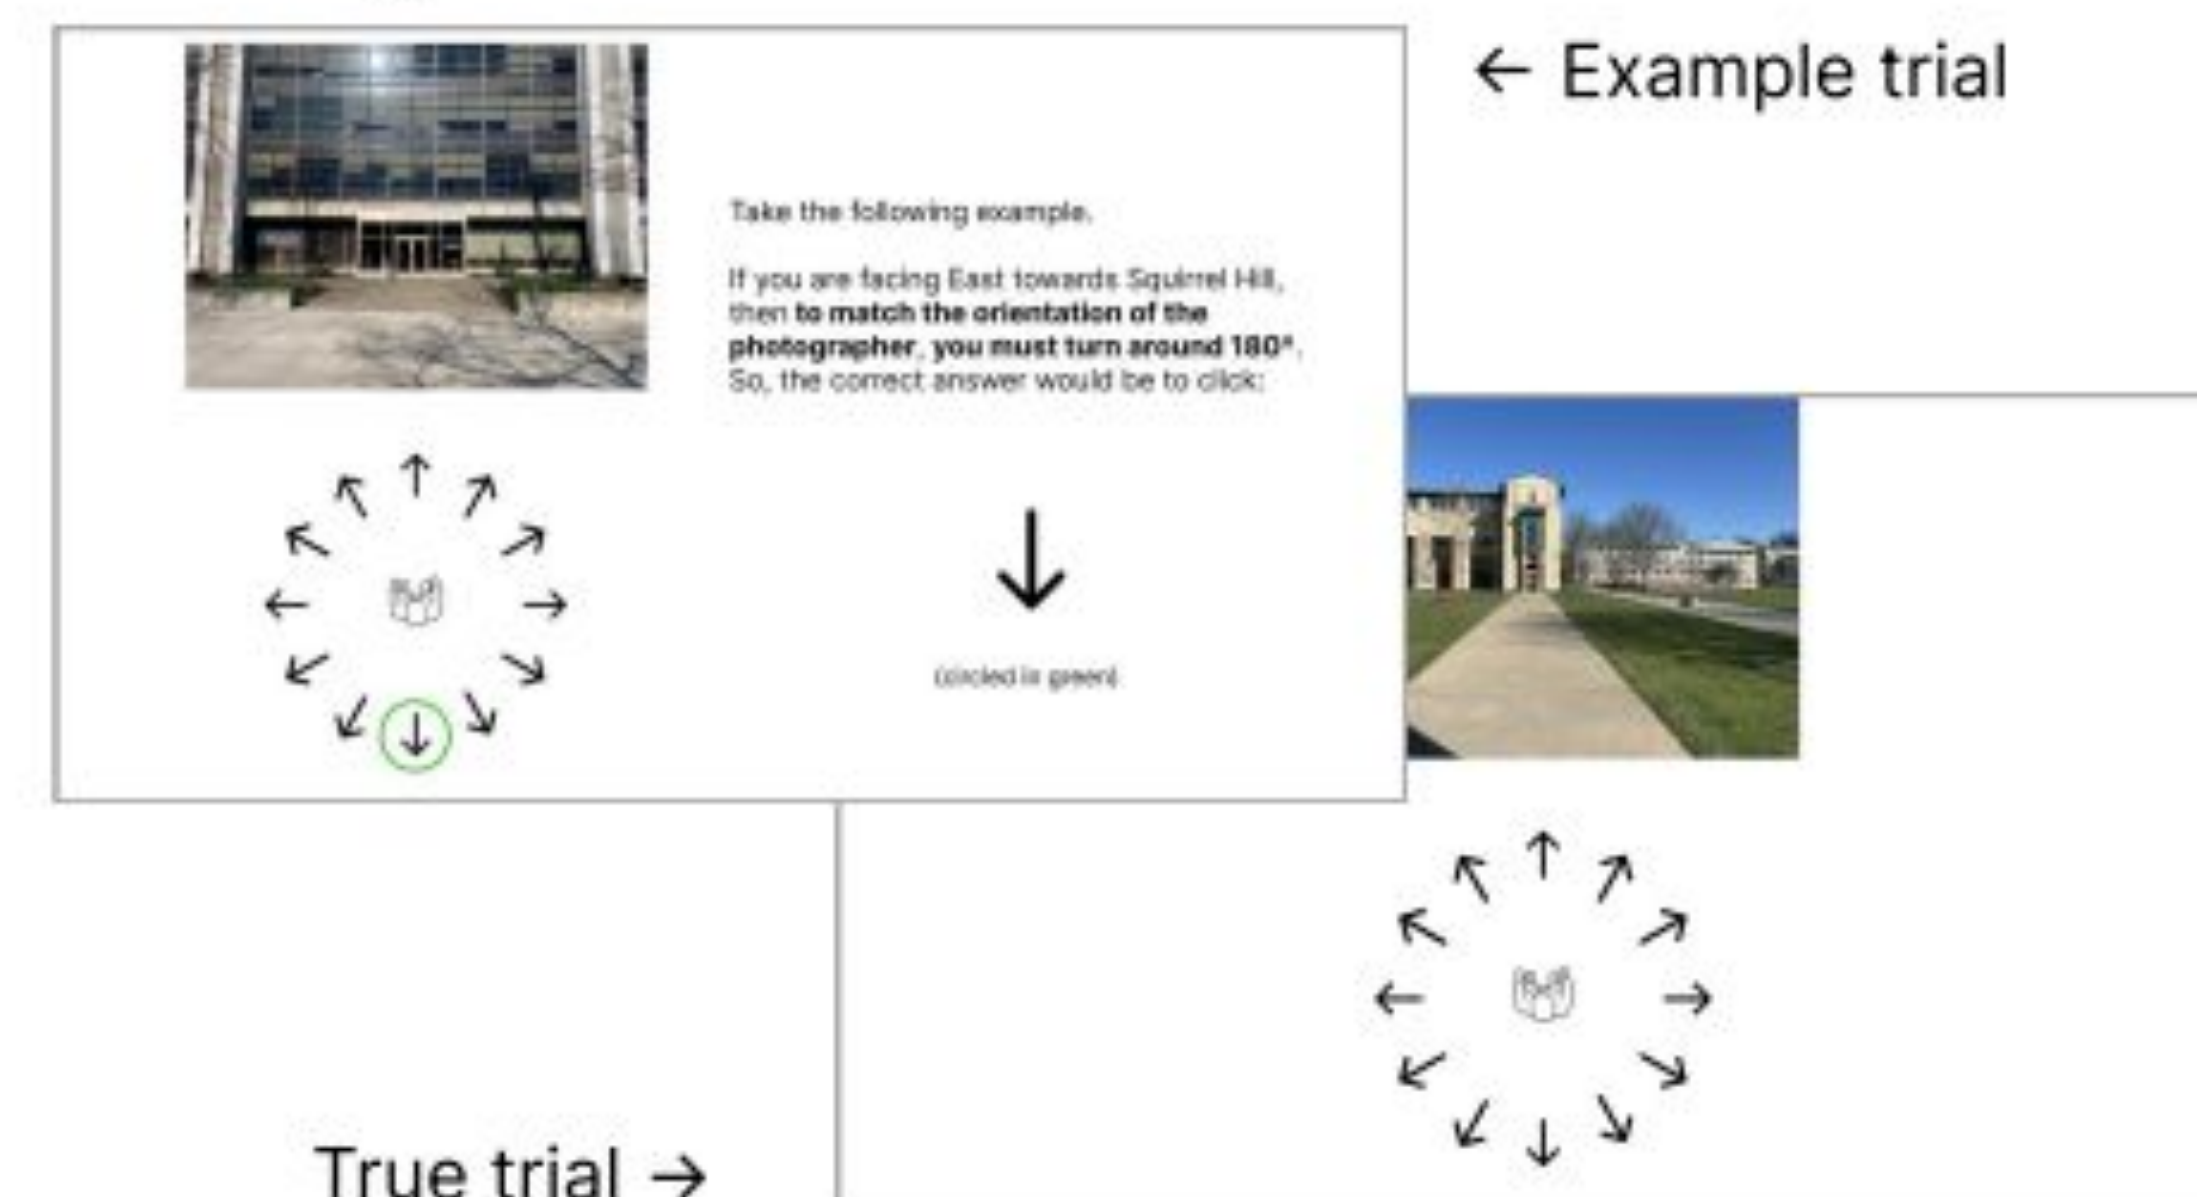 ← Example trial
Take the following example.
If you are facing East towards Squirrel Hill,
then to match the orientation of the
photographer, you must turn around 180°.
So, the correct answer would be to click:
(circled in green)
True trial →